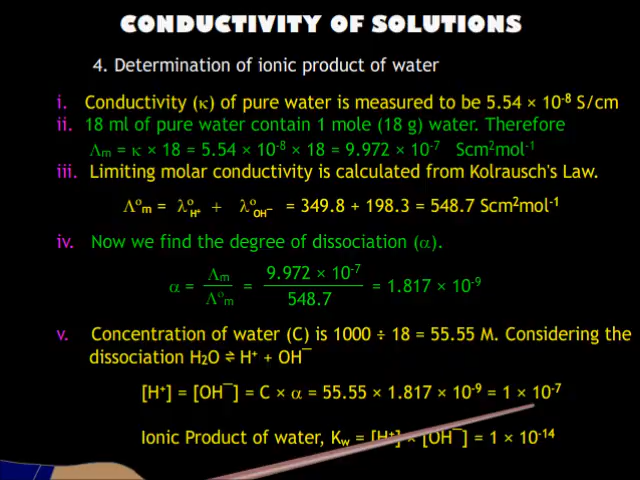 CONDUCTIVITY OF SOLUTIONS
4. Determination of ionic product of water
i. Conductivity (κ) of pure water is measured to be 5.54 × 10⁻⁸ S/cm
ii. 18 ml of pure water contain 1 mole (18 g) water. Therefore
Λₘ = κ × 18 = 5.54 × 10⁻⁸ × 18 = 9.972 × 10⁻⁷ Scm²mol⁻¹
iii. Limiting molar conductivity is calculated from Kolrausch's Law.
Λºₘ = λº_H⁺ + λº_OH⁻ = 349.8 + 198.3 = 548.7 Scm²mol⁻¹
iv. Now we find the degree of dissociation (α).
α = Λₘ / Λºₘ = 9.972 × 10⁻⁷ / 548.7 = 1.817 × 10⁻⁹
v. Concentration of water (C) is 1000 ÷ 18 = 55.55 M. Considering the
dissociation H₂O ⇌ H⁺ + OH⁻
[H⁺] = [OH⁻] = C × α = 55.55 × 1.817 × 10⁻⁹ = 1 × 10⁻⁷
Ionic Product of water, K_w = [H⁺] × [OH⁻] = 1 × 10⁻¹⁴